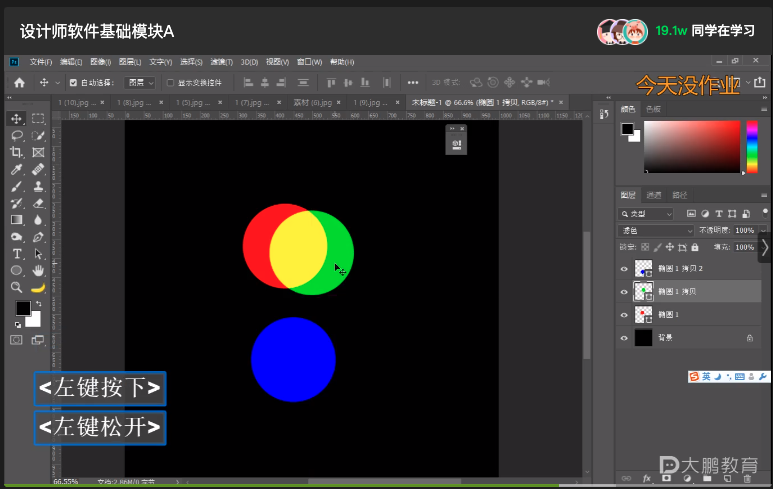 设计师软件基础模块A
19.1w 同学在学习
Ps 文件(F) 编辑(E) 图像(I) 图层(L) 文字(Y) 选择(S) 滤镜(T) 3D(D) 视图(V) 窗口(W) 帮助(H)
自动选择: 图层 显示变换控件 ••• 3D 模式:
今天没作业
1 (10).jpg ... × 1 (8).jpg ... × 1 (5).jpg ... × 1 (7).jpg ... × 素材 (6).jpg × 1 (9).jpg ... × 未标题-1 @ 66.6% (椭圆 1 拷贝, RGB/8#) * ×
颜色 色板
图层 通道 路径
类型
滤色 不透明度: 100%
锁定: 填充: 100%
椭圆 1 拷贝 2
椭圆 1 拷贝
椭圆 1
背景
英
<左键按下>
<左键松开>
大鹏教育
66.55% 文档:2.86M/0 字节